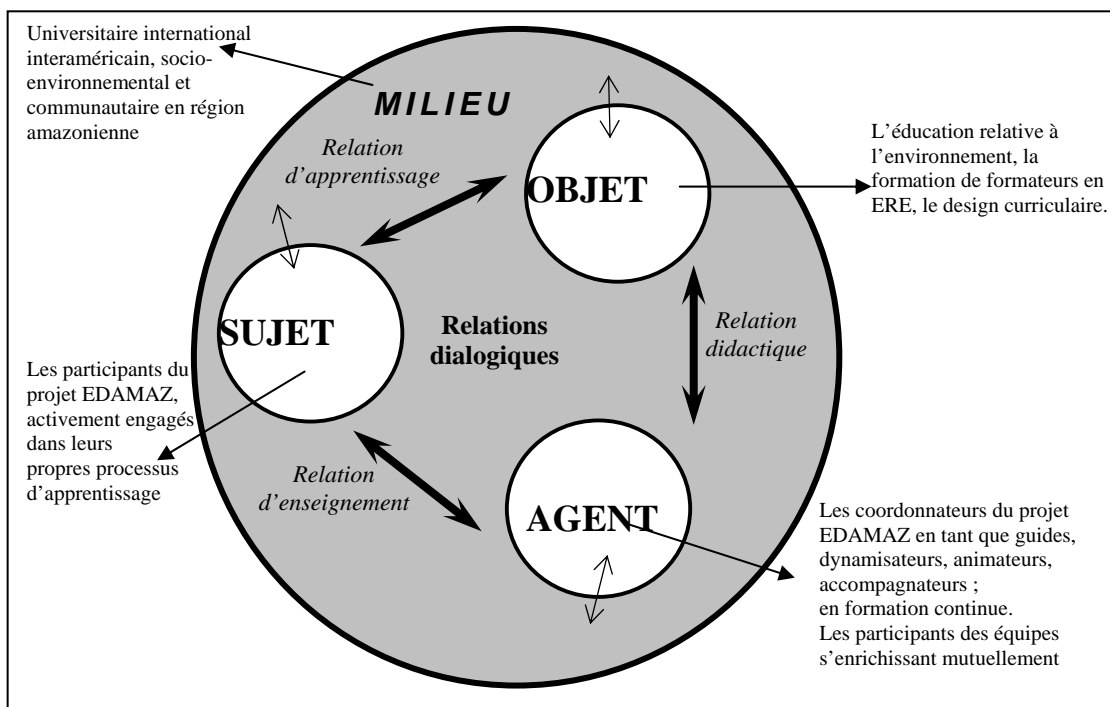 Universitaire international
interaméricain, socio-
environnemental et
communautaire en région
amazonienne
MILIEU
Relation
d'apprentissage
OBJET
L'éducation relative à
l'environnement, la
formation de formateurs en
ERE, le design curriculaire.
SUJET
Relations
dialogiques
Relation
didactique
Les participants du
projet EDAMAZ,
activement engagés
dans leurs
propres processus
d'apprentissage
Relation
d'enseignement
AGENT
Les coordonnateurs du projet
EDAMAZ en tant que guides,
dynamisateurs, animateurs,
accompagnateurs ;
en formation continue.
Les participants des équipes
s'enrichissant mutuellement